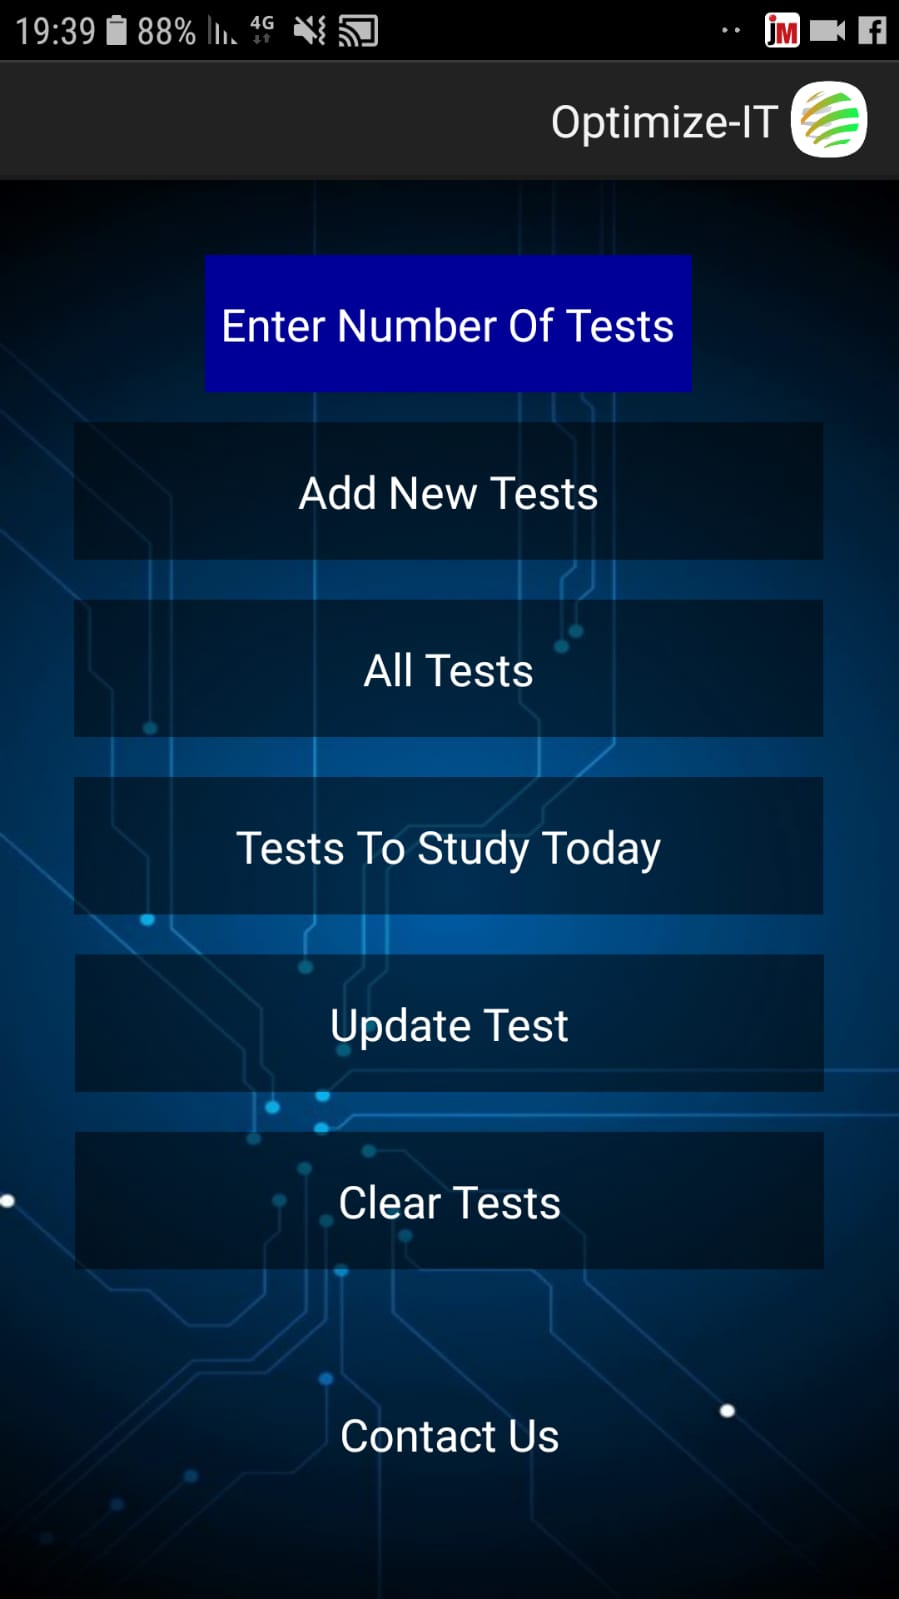 19:39 88% 4G jM f
Optimize-IT
Enter Number Of Tests
Add New Tests
All Tests
Tests To Study Today
Update Test
Clear Tests
Contact Us